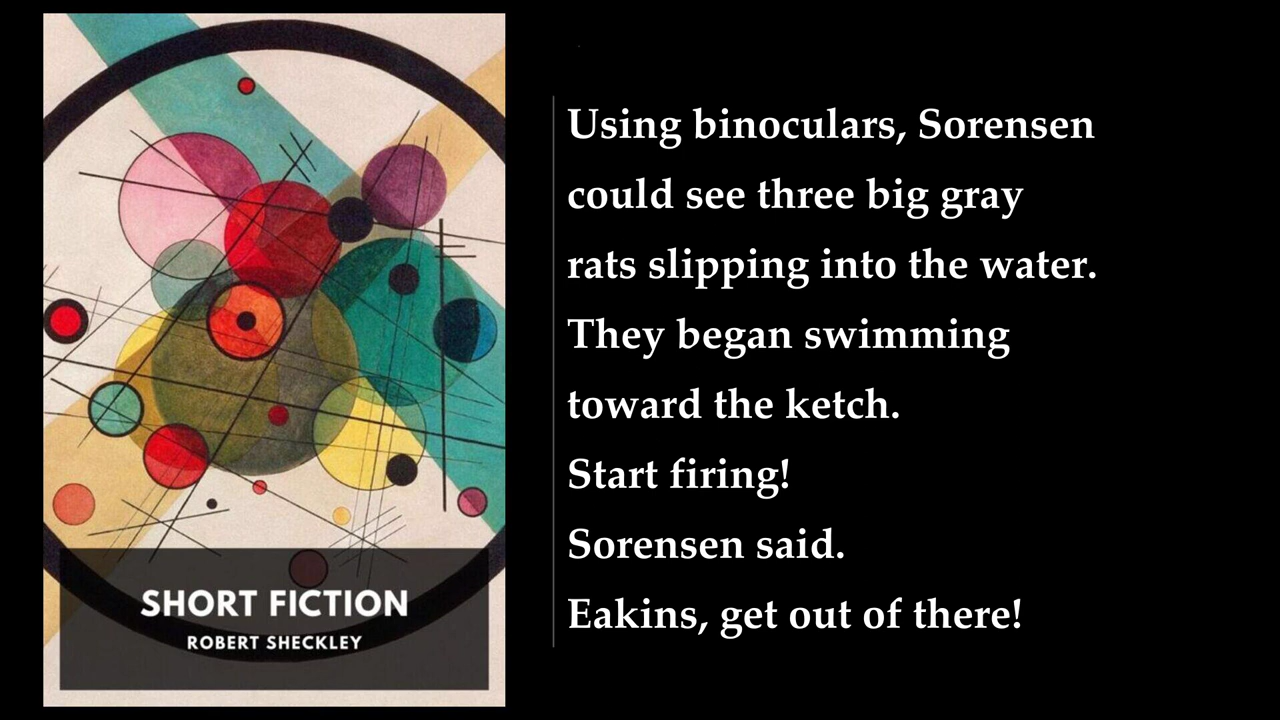 SHORT FICTION
ROBERT SHECKLEY
Using binoculars, Sorensen
could see three big gray
rats slipping into the water.
They began swimming
toward the ketch.
Start firing!
Sorensen said.
Eakins, get out of there!